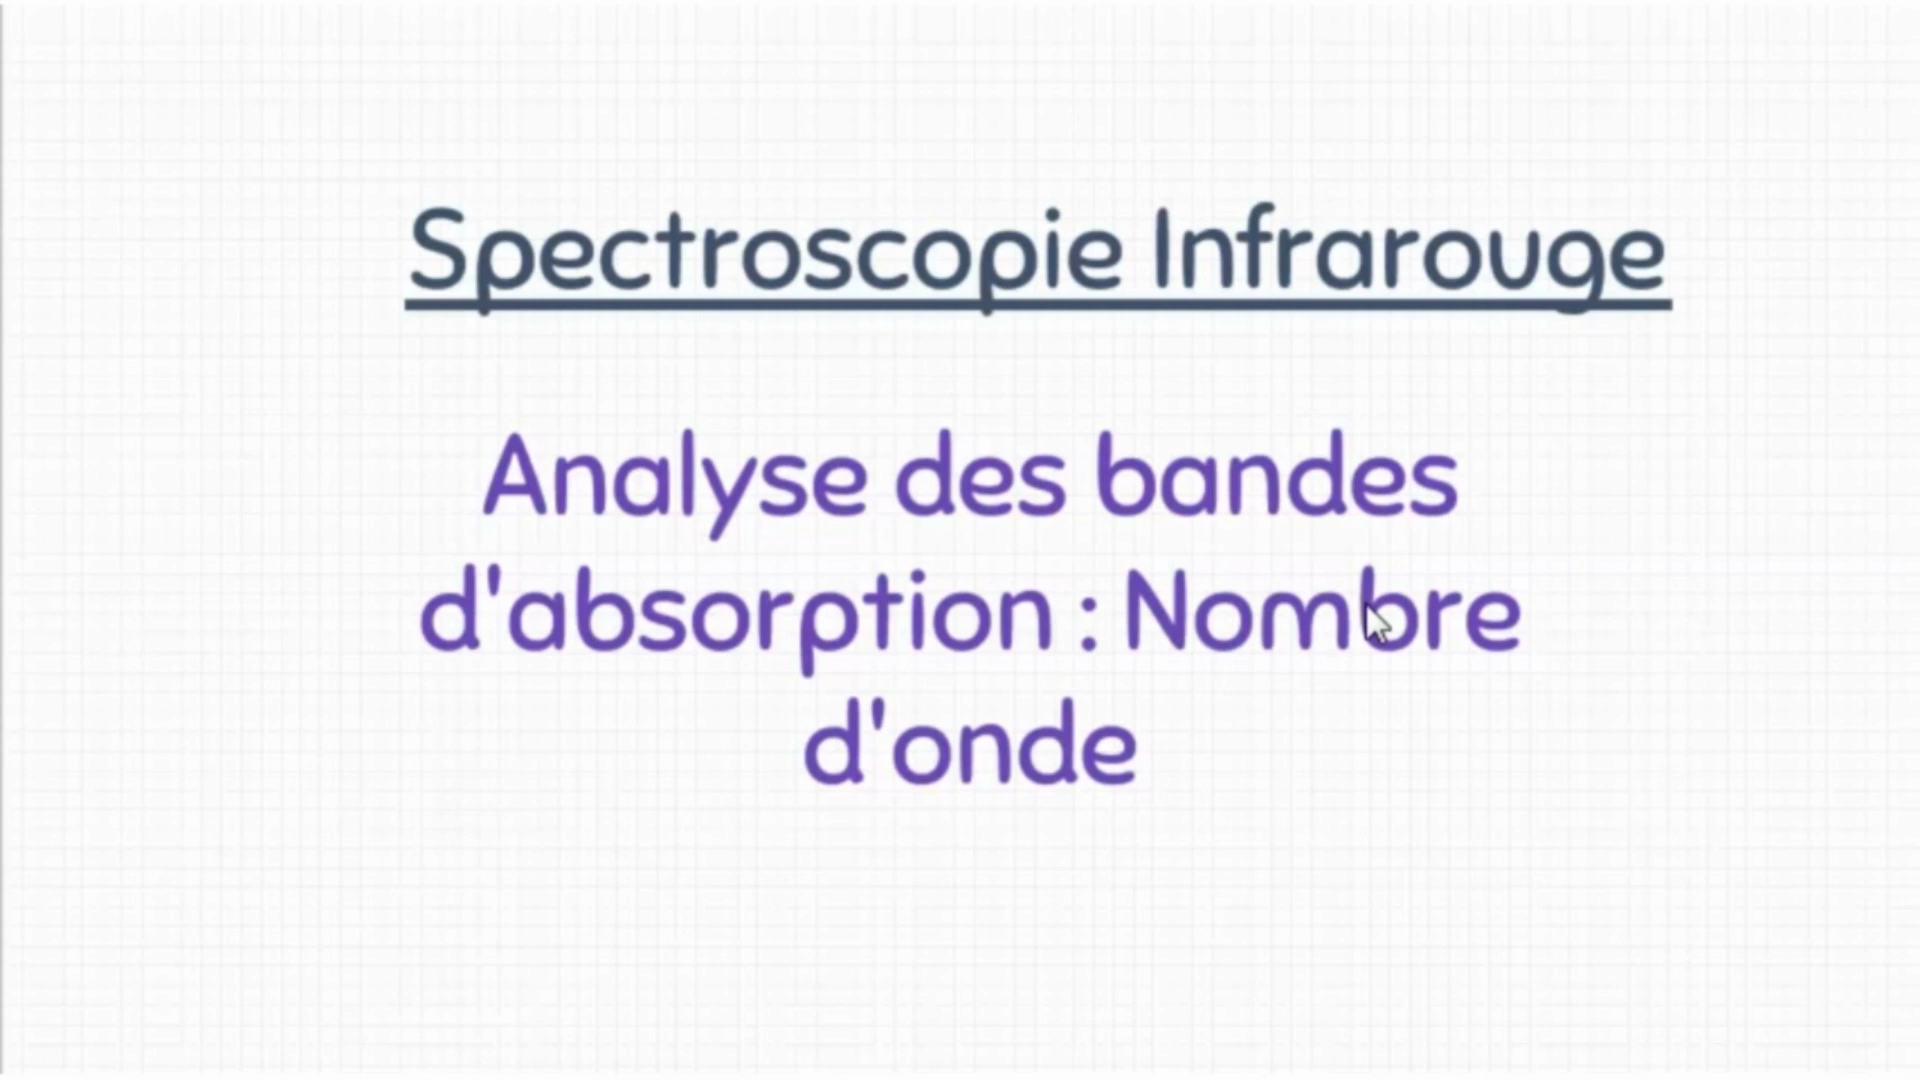 Spectroscopie Infrarouge
Analyse des bandes
d'absorption : Nombre
d'onde